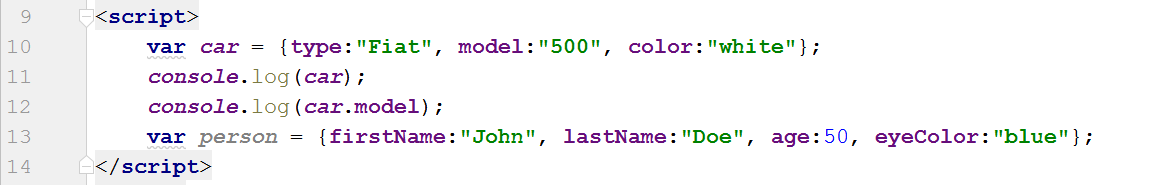 9 <script>
10 var car = {type:"Fiat", model:"500", color:"white"};
11 console.log(car);
12 console.log(car.model);
13 var person = {firstName:"John", lastName:"Doe", age:50, eyeColor:"blue"};
14 </script>